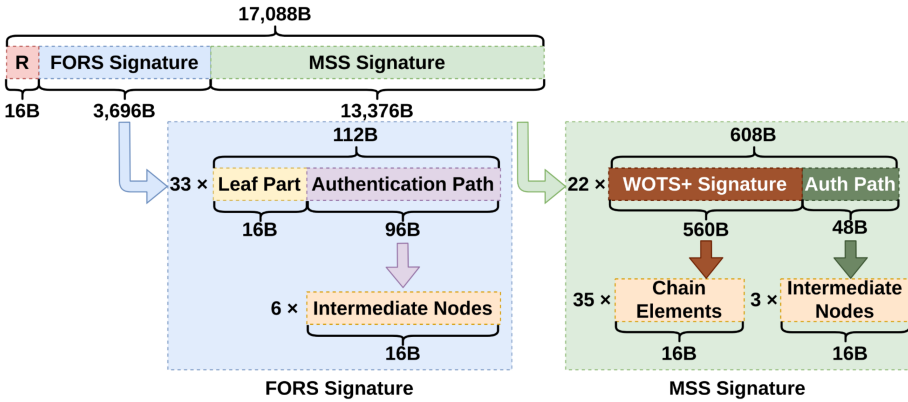 17,088B
R
FORS Signature
MSS Signature
16B
3,696B
13,376B
112B
33 ×
Leaf Part
Authentication Path
16B
96B
6 ×
Intermediate Nodes
16B
FORS Signature
608B
22 ×
WOTS+ Signature
Auth Path
560B
48B
35 ×
Chain
Elements
3 ×
Intermediate
Nodes
16B
16B
MSS Signature